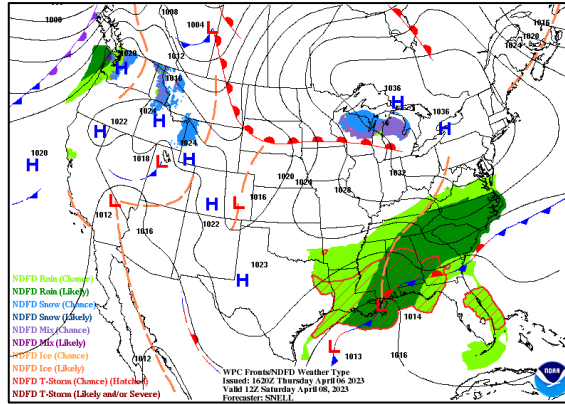 1008
1016
1000
1004
1020
1024
1020
1012
1016
1036
1036
1022
1024
1020
1018
1016
1020
1024
1028
1032
1012
1022
1016
1023
1014
1013
1016
1012
NDFD Rain (Chance)
NDFD Rain (Likely)
NDFD Snow (Chance)
NDFD Snow (Likely)
NDFD Mix (Chance)
NDFD Mix (Likely)
NDFD Ice (Chance)
NDFD Ice (Likely)
NDFD T-Storm (Chance) (Hatched)
NDFD T-Storm (Likely and/or Severe)
WPC Fronts/NDFD Weather Type
Issued: 1620Z Thursday April 06 2023
Valid 12Z Saturday April 08, 2023
Forecaster: SNELL
H
H
H
H
H
H
H
H
L
L
L
L
L
L
NOAA